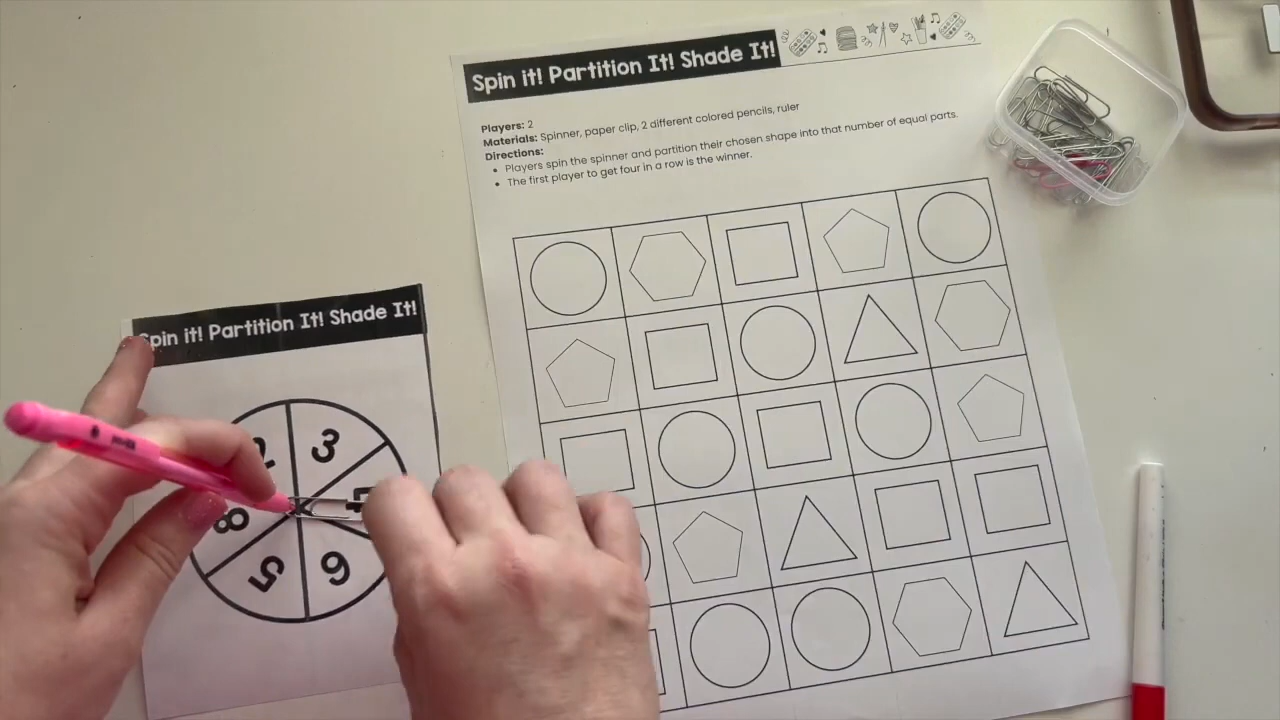 Spin it! Partition It! Shade It!
Players: 2
Materials: Spinner, paper clip, 2 different colored pencils, ruler
Directions:
• Players spin the spinner and partition their chosen shape into that number of equal parts.
• The first player to get four in a row is the winner.
Spin it! Partition It! Shade It!
2 3
8
5 6